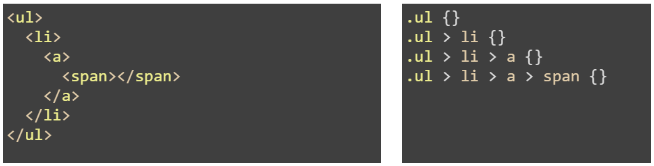 <ul>
<li>
<a>
<span></span>
</a>
</li>
</ul>
.ul {}
.ul > li {}
.ul > li > a {}
.ul > li > a > span {}